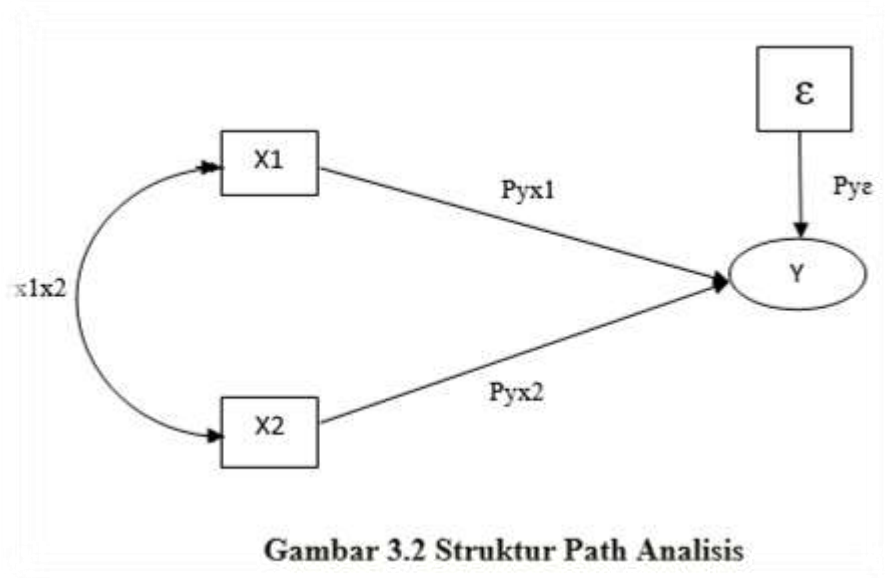 ε
X1
Pyx1
Pyε
x1x2
Y
Pyx2
X2
Gambar 3.2 Struktur Path Analisis